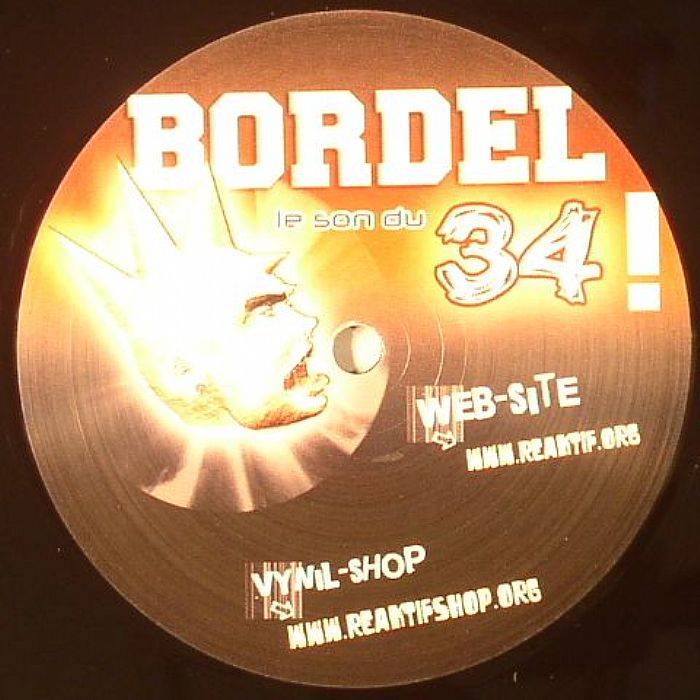 BORDEL
le son du 34 !
WEB-SITE
WWW.REAKTIF.ORG
VYNIL-SHOP
WWW.REAKTIFSHOP.ORG